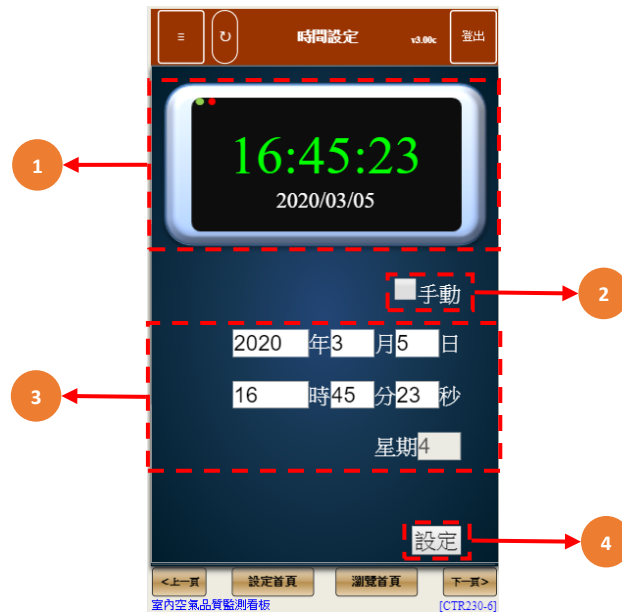 ≡ ↻ 時間設定 v3.00c 登出
16:45:23
2020/03/05
1
手動
2
2020 年 3 月 5 日
3
16 時 45 分 23 秒
星期 4
設定
4
<上一頁 設定首頁 瀏覽首頁 下一頁>
室內空氣品質監測看板 [CTR230-6]